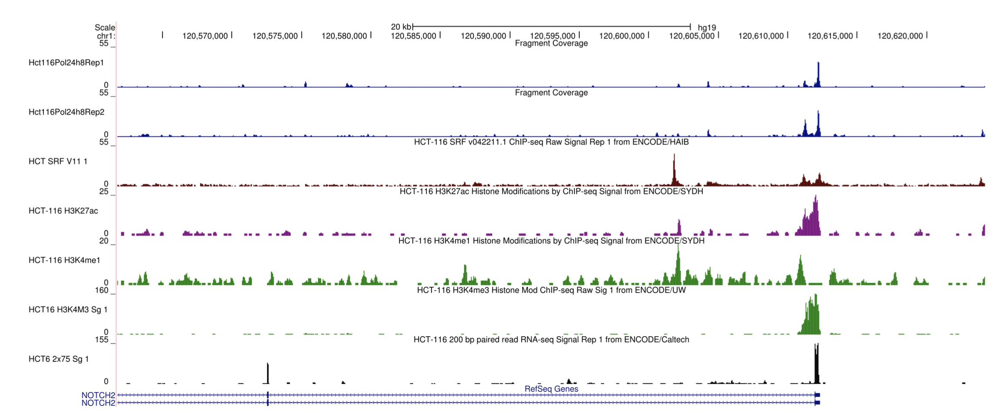 Scale 20 kb hg19
chr1: 120,570,000 120,575,000 120,580,000 120,585,000 120,590,000 120,595,000 120,600,000 120,605,000 120,610,000 120,615,000 120,620,000
55 Fragment Coverage
Hct116Pol24h8Rep1
0
55 Fragment Coverage
Hct116Pol24h8Rep2
0
55 HCT-116 SRF v042211.1 ChIP-seq Raw Signal Rep 1 from ENCODE/HAIB
HCT SRF V11 1
0
25 HCT-116 H3K27ac Histone Modifications by ChIP-seq Signal from ENCODE/SYDH
HCT-116 H3K27ac
0
20 HCT-116 H3K4me1 Histone Modifications by ChIP-seq Signal from ENCODE/SYDH
HCT-116 H3K4me1
0
160 HCT-116 H3K4me3 Histone Mod ChIP-seq Raw Sig 1 from ENCODE/UW
HCT16 H3K4M3 Sg 1
0
155 HCT-116 200 bp paired read RNA-seq Signal Rep 1 from ENCODE/Caltech
HCT6 2x75 Sg 1
0
RefSeq Genes
NOTCH2
NOTCH2